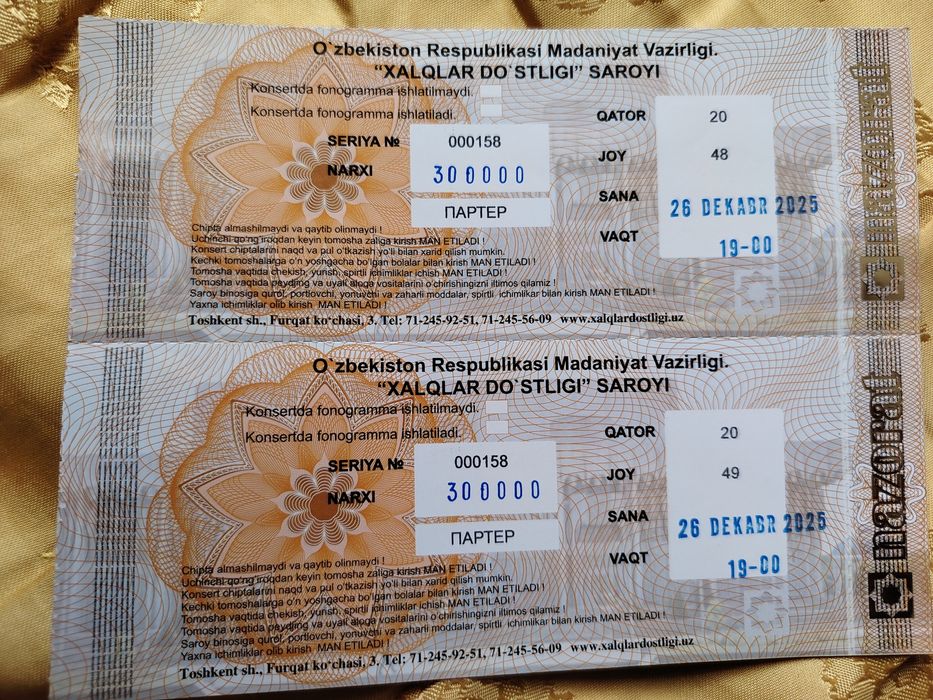 O`zbekiston Respublikasi Madaniyat Vazirligi.
“XALQLAR DO`STLIGI” SAROYI
Konsertda fonogramma ishlatilmaydi.
Konsertda fonogramma ishlatiladi.
SERIYA № 000158
NARXI 300000
ПАРТЕР
QATOR 20
JOY 48
SANA 26 DEKABR 2025
VAQT 19-00
Chipta almashilmaydi va qaytib olinmaydi !
Uchinchi qo‘ng‘iroqdan keyin tomosha zaliga kirish MAN ETILADI !
Konsert chiptalarini naqd va pul o‘tkazish yo‘li bilan xarid qilish mumkin.
Kechki tomoshalarga o‘n yoshgacha bo‘lgan bolalar bilan kirish MAN ETILADI !
Tomosha vaqtida chekish, yurish, spirtli ichimliklar ichish MAN ETILADI !
Tomosha vaqtida peydjing va uyali aloqa vositalarini o‘chirishingizni iltimos qilamiz !
Saroy binosiga qurol, portlovchi, yonuvchi va zaharli moddalar, spirtli ichimliklar bilan kirish MAN ETILADI !
Yaxna ichimliklar olib kirish MAN ETILADI !
Toshkent sh., Furqat ko‘chasi, 3. Tel: 71-245-92-51, 71-245-56-09 www.xalqlardostligi.uz
O`zbekiston Respublikasi Madaniyat Vazirligi.
“XALQLAR DO`STLIGI” SAROYI
Konsertda fonogramma ishlatilmaydi.
Konsertda fonogramma ishlatiladi.
SERIYA № 000158
NARXI 300000
ПАРТЕР
QATOR 20
JOY 49
SANA 26 DEKABR 2025
VAQT 19-00
Chipta almashilmaydi va qaytib olinmaydi !
Uchinchi qo‘ng‘iroqdan keyin tomosha zaliga kirish MAN ETILADI !
Konsert chiptalarini naqd va pul o‘tkazish yo‘li bilan xarid qilish mumkin.
Kechki tomoshalarga o‘n yoshgacha bo‘lgan bolalar bilan kirish MAN ETILADI !
Tomosha vaqtida chekish, yurish, spirtli ichimliklar ichish MAN ETILADI !
Tomosha vaqtida peydjing va uyali aloqa vositalarini o‘chirishingizni iltimos qilamiz !
Saroy binosiga qurol, portlovchi, yonuvchi va zaharli moddalar, spirtli ichimliklar bilan kirish MAN ETILADI !
Yaxna ichimliklar olib kirish MAN ETILADI !
Toshkent sh., Furqat ko‘chasi, 3. Tel: 71-245-92-51, 71-245-56-09 www.xalqlardostligi.uz